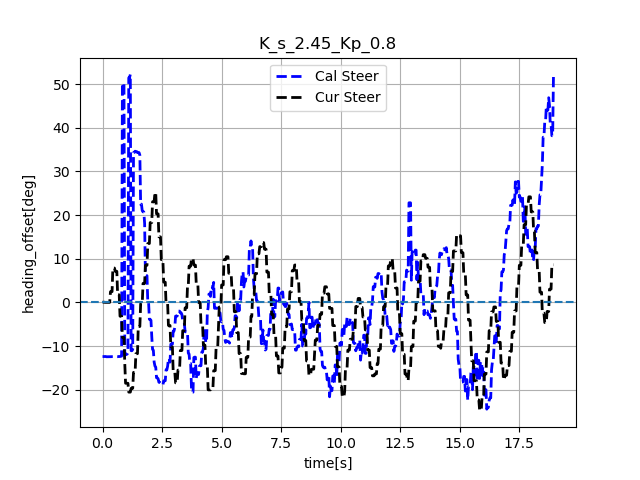 K_s_2.45_Kp_0.8
Cal Steer
Cur Steer
heading_offset[deg]
50
40
30
20
10
0
−10
−20
0.0 2.5 5.0 7.5 10.0 12.5 15.0 17.5
time[s]